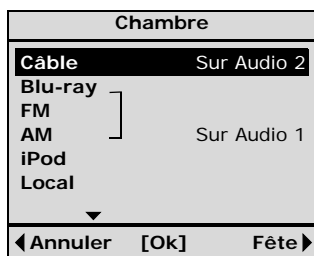 Chambre
Câble Sur Audio 2
Blu-ray
FM
AM Sur Audio 1
iPod
Local
Annuler [Ok] Fête